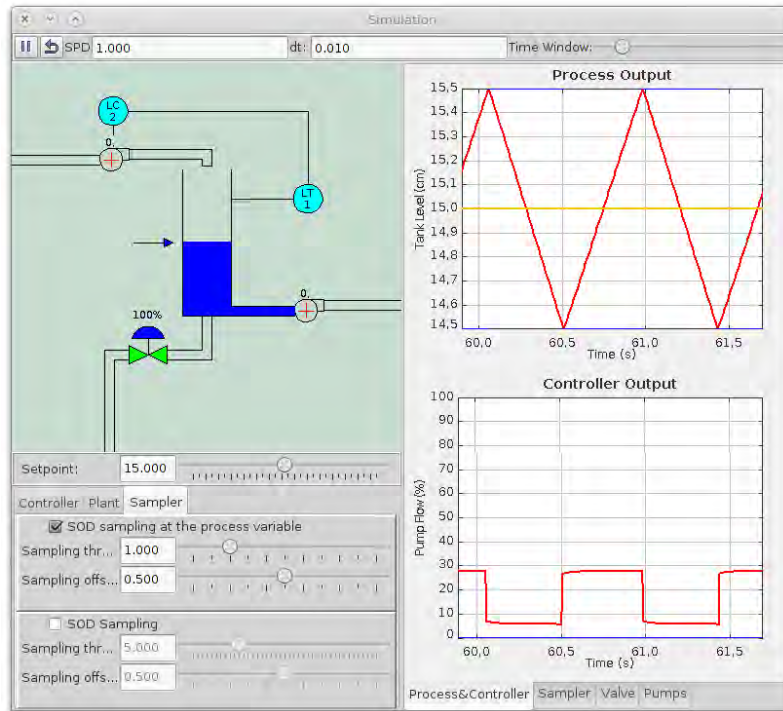 Simulation
SPD 1.000 dt: 0.010 Time Window:
LC
2
0.
LT
1
0.
100%
Setpoint: 15.000
Controller Plant Sampler
SOD sampling at the process variable
Sampling thr... 1.000
Sampling offs... 0.500
SOD Sampling
Sampling thr... 5.000
Sampling offs... 0.500
Process Output
Tank Level (cm)
15,5
15,4
15,3
15,2
15,1
15,0
14,9
14,8
14,7
14,6
14,5
60,0 60,5 61,0 61,5
Time (s)
Controller Output
Pump Flow (%)
100
90
80
70
60
50
40
30
20
10
0
60,0 60,5 61,0 61,5
Time (s)
Process&Controller Sampler Valve Pumps